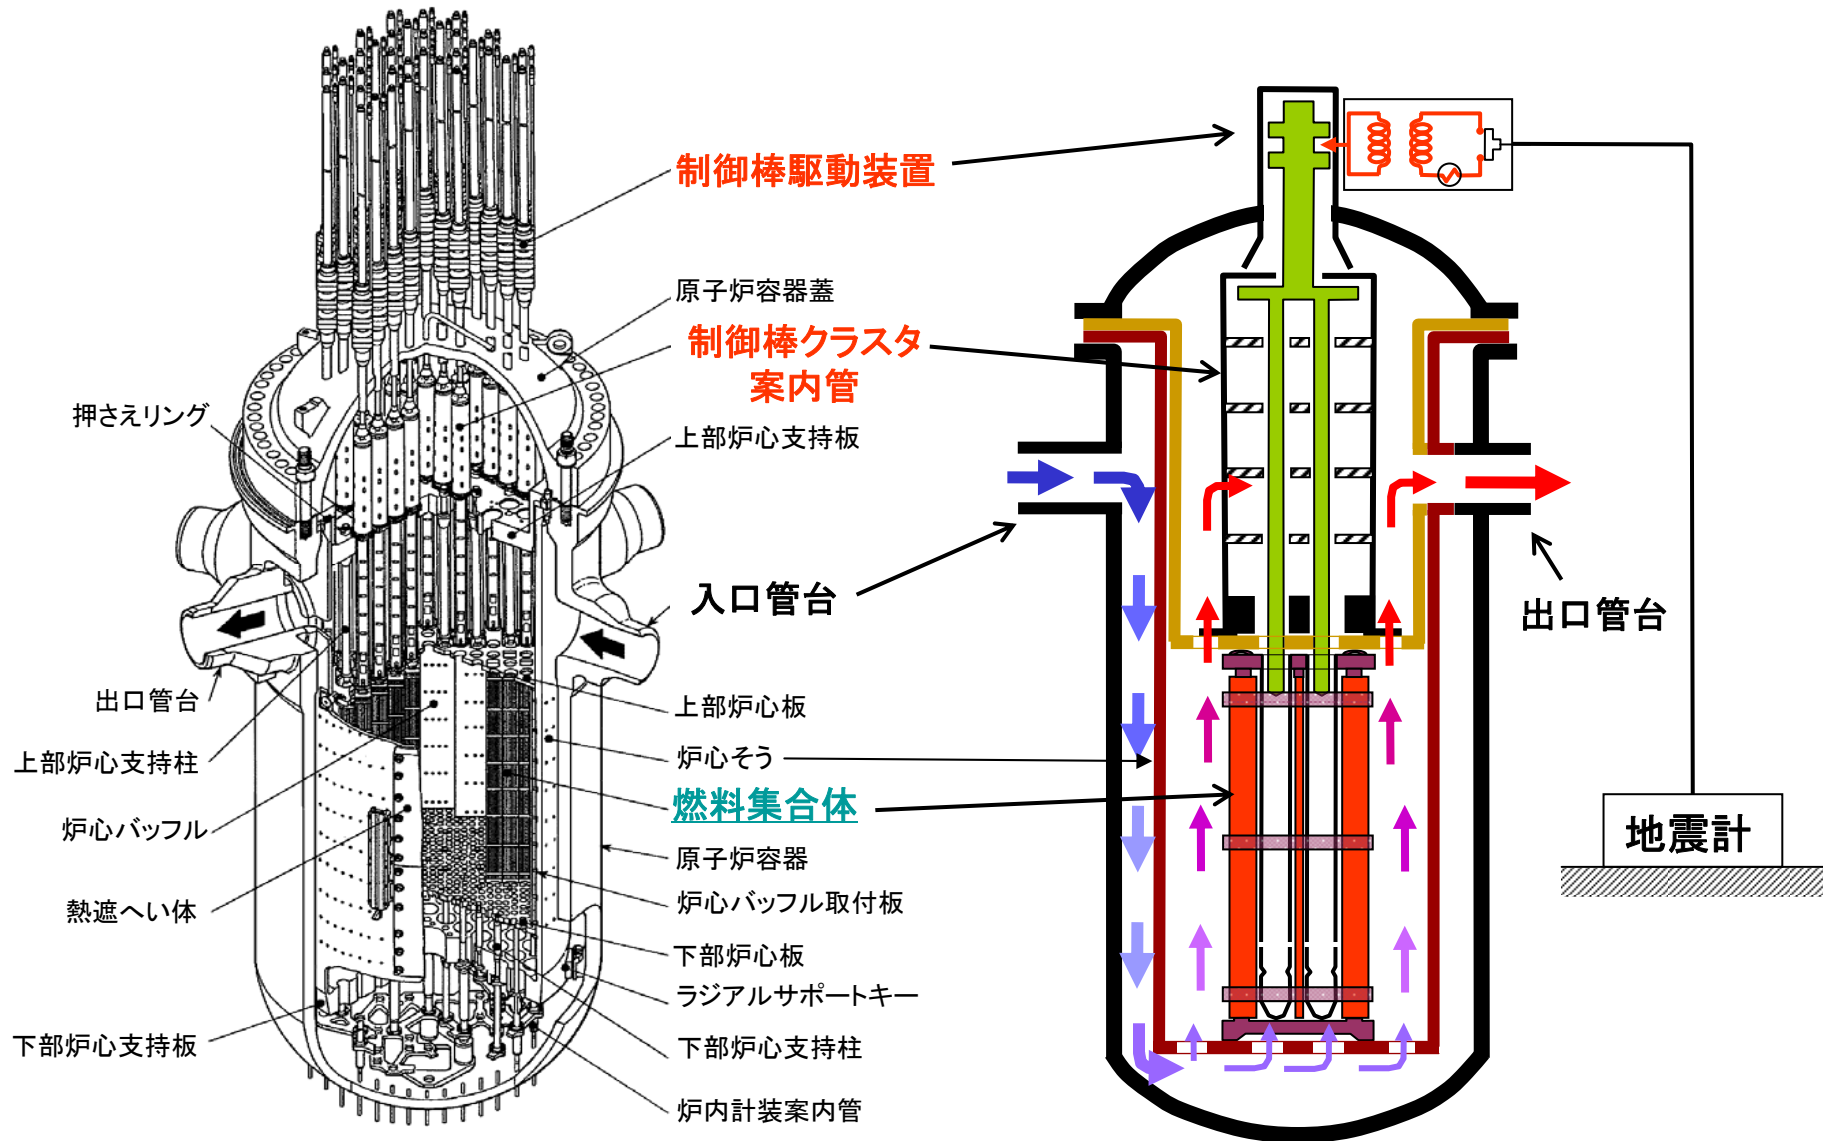 制御棒駆動装置
原子炉容器蓋
制御棒クラスタ
案内管
押さえリング
上部炉心支持板
入口管台
出口管台
出口管台
上部炉心板
上部炉心支持柱
炉心そう
燃料集合体
炉心バッフル
地震計
原子炉容器
炉心バッフル取付板
熱遮へい体
下部炉心板
ラジアルサポートキー
下部炉心支持板
下部炉心支持柱
炉内計装案内管